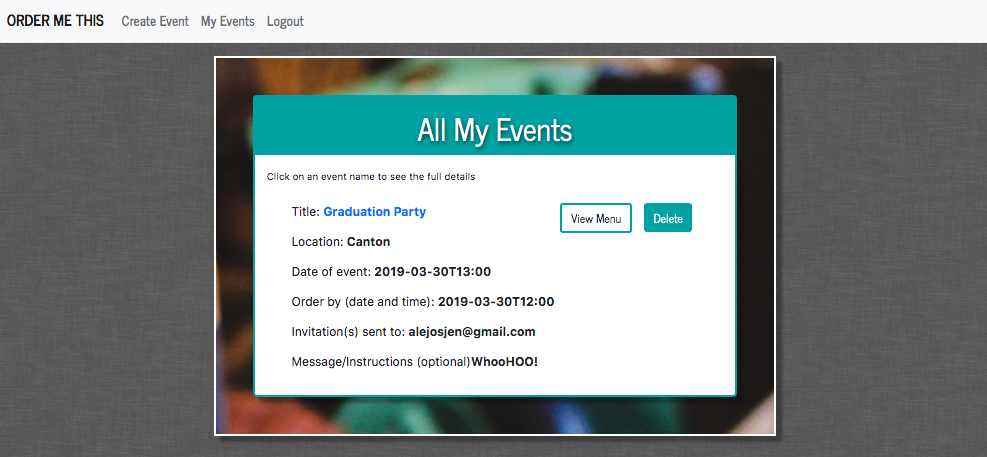 ORDER ME THIS Create Event My Events Logout
All My Events
Click on an event name to see the full details
Title: Graduation Party View Menu Delete
Location: Canton
Date of event: 2019-03-30T13:00
Order by (date and time): 2019-03-30T12:00
Invitation(s) sent to: alejosjen@gmail.com
Message/Instructions (optional)WhooHOO!